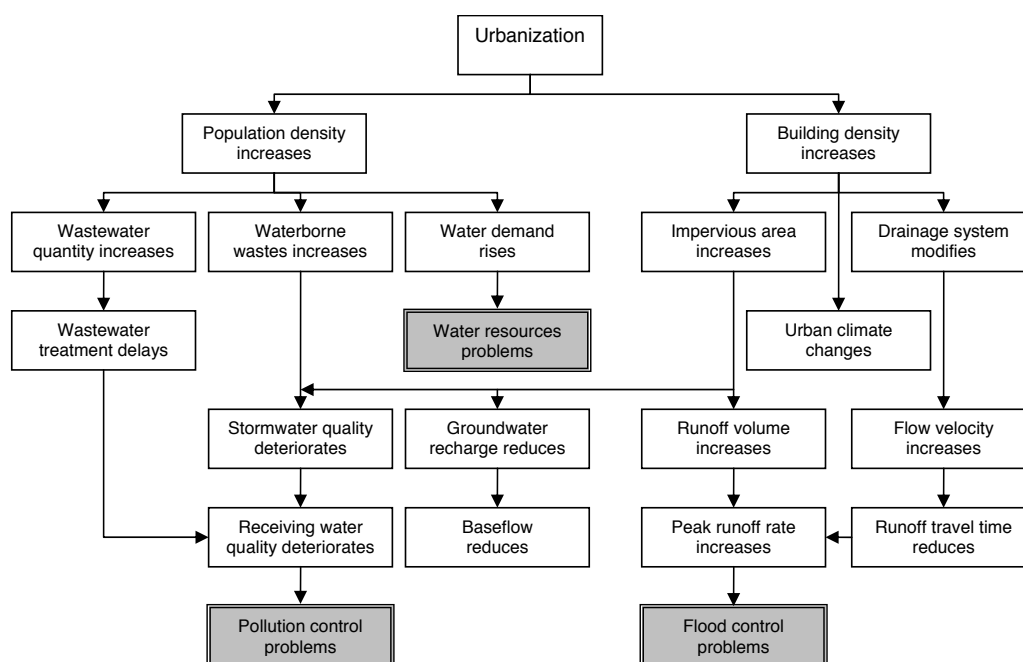 Urbanization
Population density
increases
Building density
increases
Wastewater
quantity increases
Waterborne
wastes increases
Water demand
rises
Impervious area
increases
Drainage system
modifies
Wastewater
treatment delays
Water resources
problems
Urban climate
changes
Stormwater quality
deteriorates
Groundwater
recharge reduces
Runoff volume
increases
Flow velocity
increases
Receiving water
quality deteriorates
Baseflow
reduces
Peak runoff rate
increases
Runoff travel time
reduces
Pollution control
problems
Flood control
problems